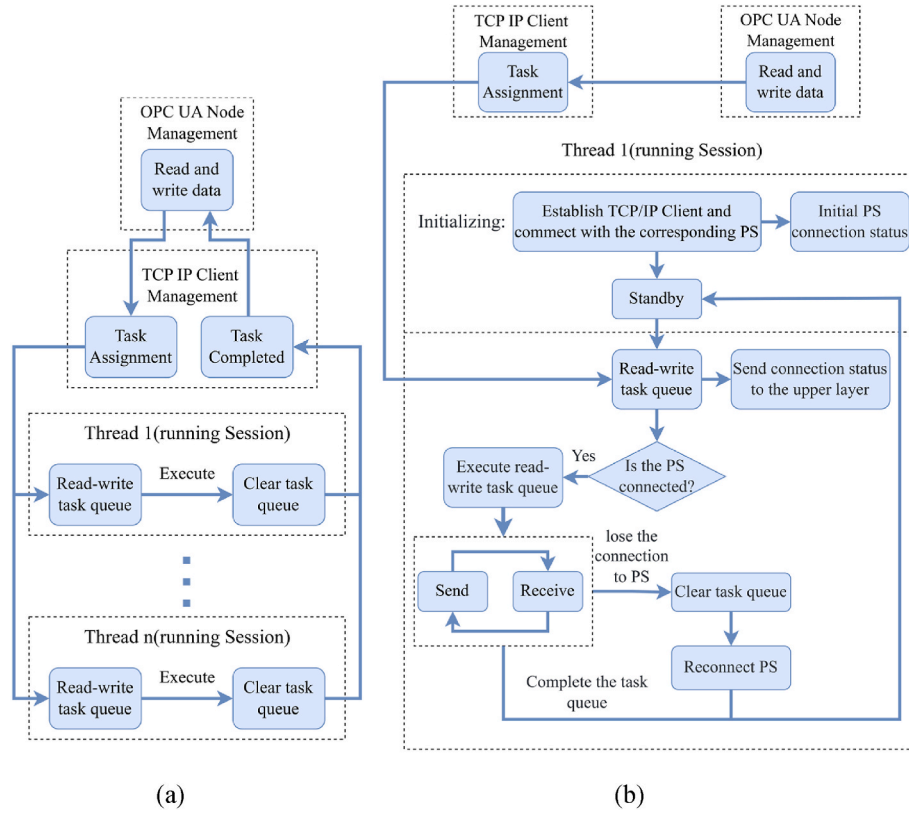 OPC UA Node
Management
Read and
write data
TCP IP Client
Management
Task
Assignment
Task
Completed
Thread 1(running Session)
Read-write
task queue
Execute
Clear task
queue
Thread n(running Session)
Read-write
task queue
Execute
Clear task
queue
(a)
TCP IP Client
Management
Task
Assignment
OPC UA Node
Management
Read and
write data
Thread 1(running Session)
Initializing:
Establish TCP/IP Client and
commect with the corresponding PS
Initial PS
connection status
Standby
Read-write
task queue
Send connection status
to the upper layer
Is the PS
connected?
Yes
Execute read-
write task queue
Send
Receive
lose the
connection
to PS
Clear task queue
Reconnect PS
Complete the task
queue
(b)